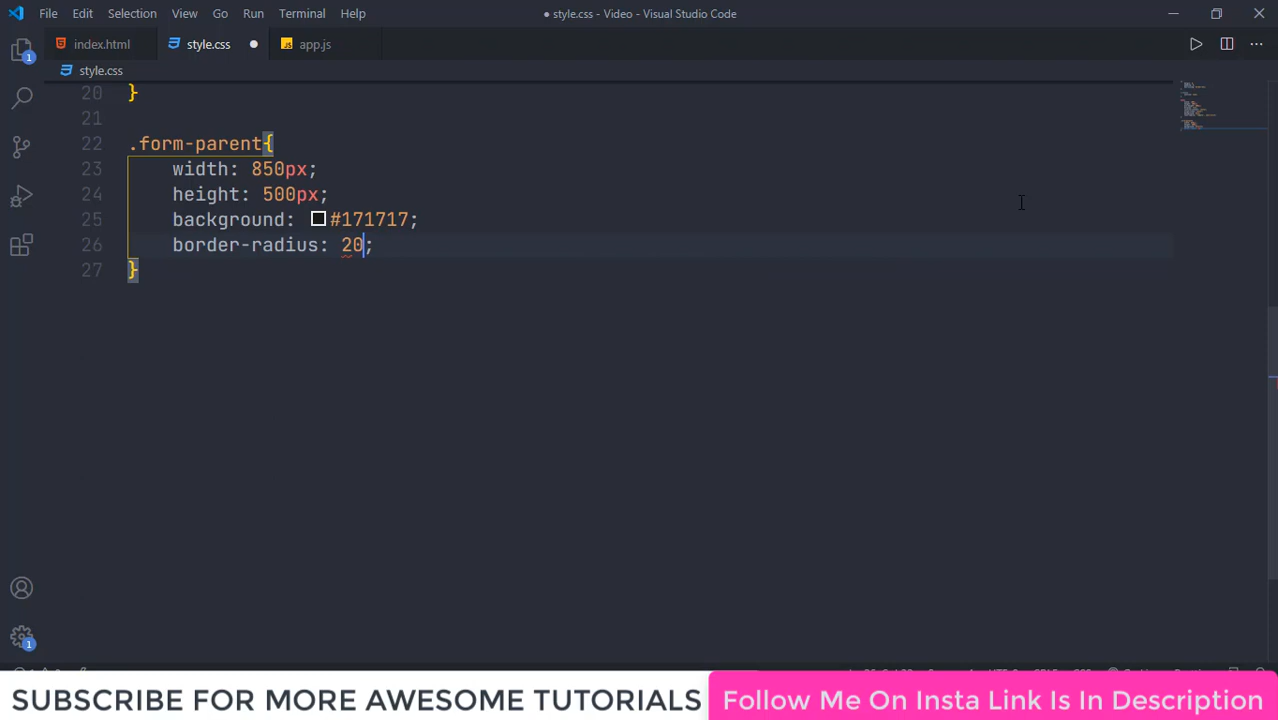 File Edit Selection View Go Run Terminal Help
● style.css - Video - Visual Studio Code
index.html style.css app.js
style.css
20 }
21
22 .form-parent{
23 width: 850px;
24 height: 500px;
25 background: #171717;
26 border-radius: 20;
27 }
1
1
SUBSCRIBE FOR MORE AWESOME TUTORIALS
Follow Me On Insta Link Is In Description